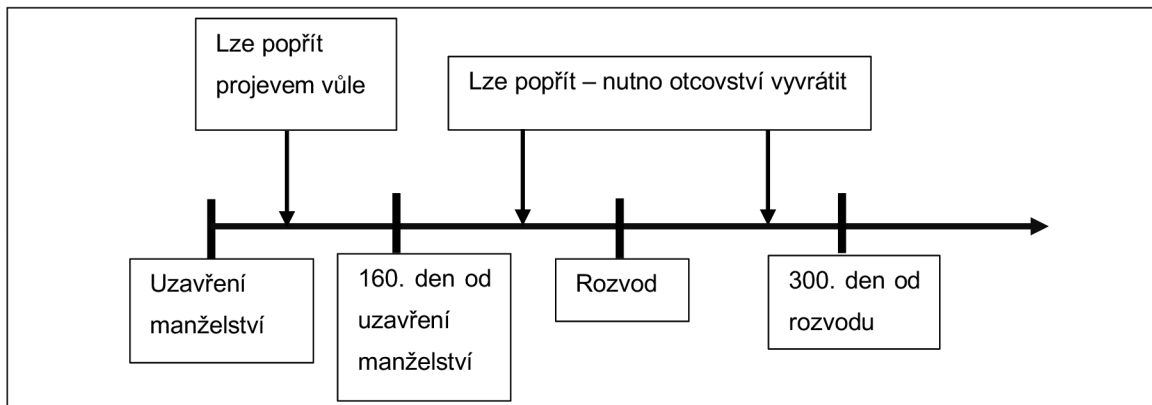 Lze popřít
projevem vůle
Lze popřít – nutno otcovství vyvrátit
Uzavření
manželství
160. den od
uzavření
manželství
Rozvod
300. den od
rozvodu